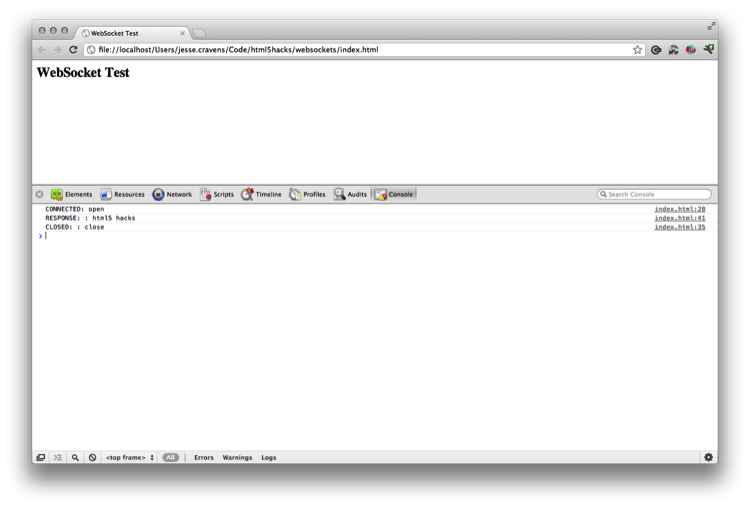 WebSocket Test
file://localhost/Users/jesse.cravens/Code/html5hacks/websockets/index.html
WebSocket Test
Elements Resources Network Scripts Timeline Profiles Audits Console Search Console
CONNECTED: open index.html:28
RESPONSE: : html5 hacks index.html:41
CLOSED: : close index.html:35
<top frame> All Errors Warnings Logs